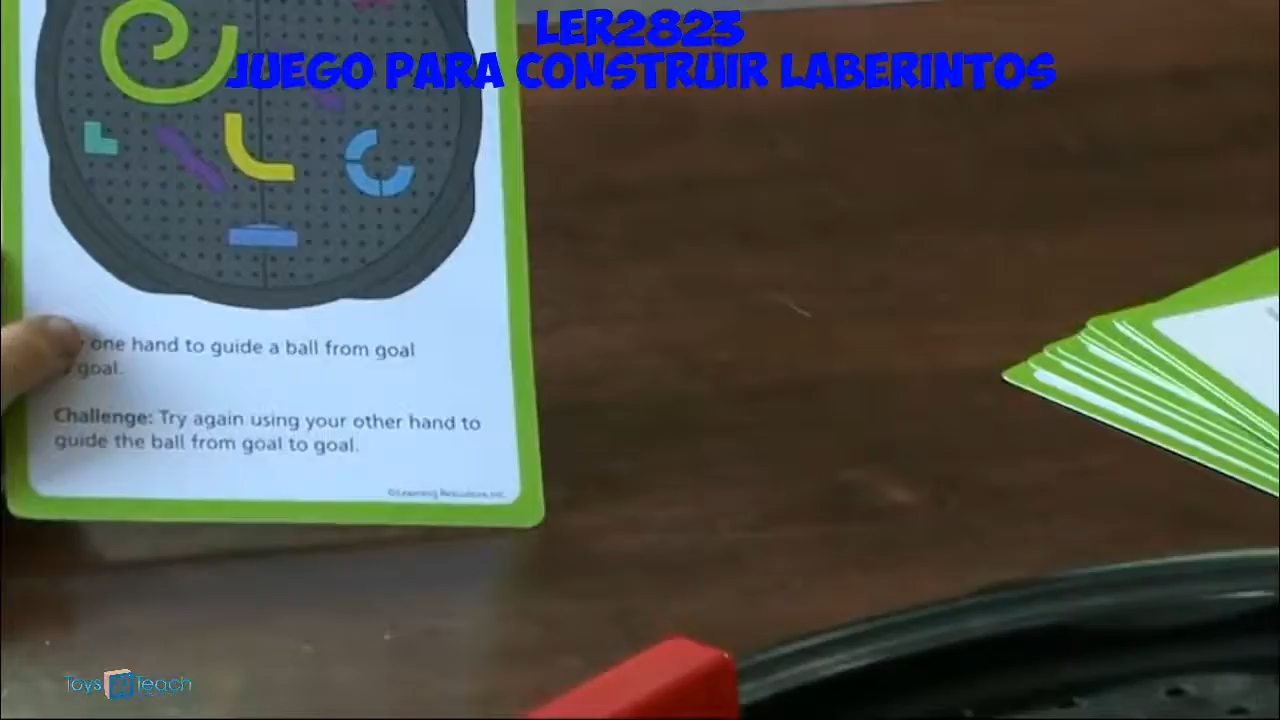 LER2823
JUEGO PARA CONSTRUIR LABERINTOS
one hand to guide a ball from goal
goal.
Challenge: Try again using your other hand to
guide the ball from goal to goal.
©Learning Resources, Inc.
Toys 2 Teach